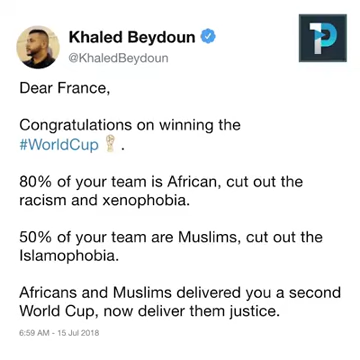 Khaled Beydoun
@KhaledBeydoun
Dear France,
Congratulations on winning the
#WorldCup✊🏼.
80% of your team is African, cut out the
racism and xenophobia.
50% of your team are Muslims, cut out the
Islamophobia.
Africans and Muslims delivered you a second
World Cup, now deliver them justice.
6:59 AM - 15 Jul 2018